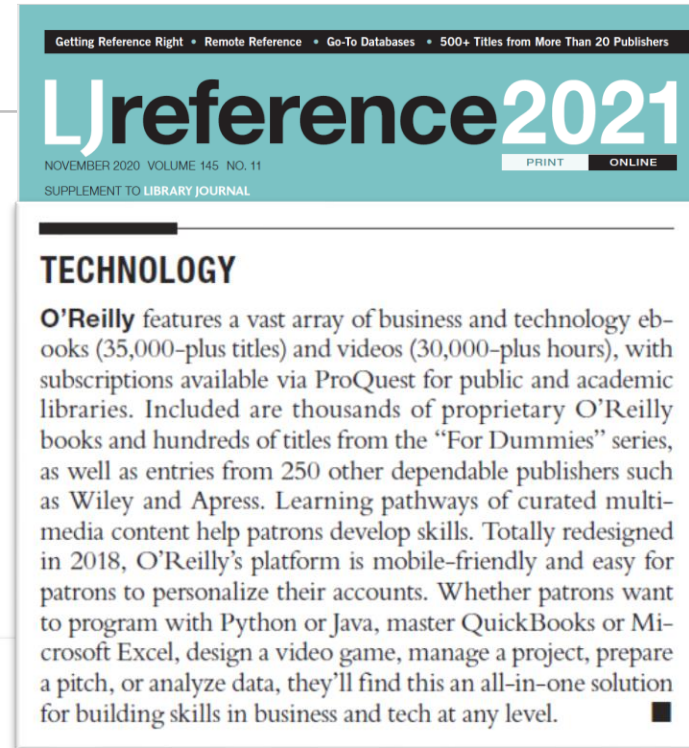 Getting Reference Right • Remote Reference • Go-To Databases • 500+ Titles from More Than 20 Publishers
LJreference2021
NOVEMBER 2020 VOLUME 145 NO. 11
PRINT ONLINE
SUPPLEMENT TO LIBRARY JOURNAL
TECHNOLOGY
O’Reilly features a vast array of business and technology eb-
ooks (35,000-plus titles) and videos (30,000-plus hours), with
subscriptions available via ProQuest for public and academic
libraries. Included are thousands of proprietary O’Reilly
books and hundreds of titles from the “For Dummies” series,
as well as entries from 250 other dependable publishers such
as Wiley and Apress. Learning pathways of curated multi-
media content help patrons develop skills. Totally redesigned
in 2018, O’Reilly’s platform is mobile-friendly and easy for
patrons to personalize their accounts. Whether patrons want
to program with Python or Java, master QuickBooks or Mi-
crosoft Excel, design a video game, manage a project, prepare
a pitch, or analyze data, they’ll find this an all-in-one solution
for building skills in business and tech at any level.